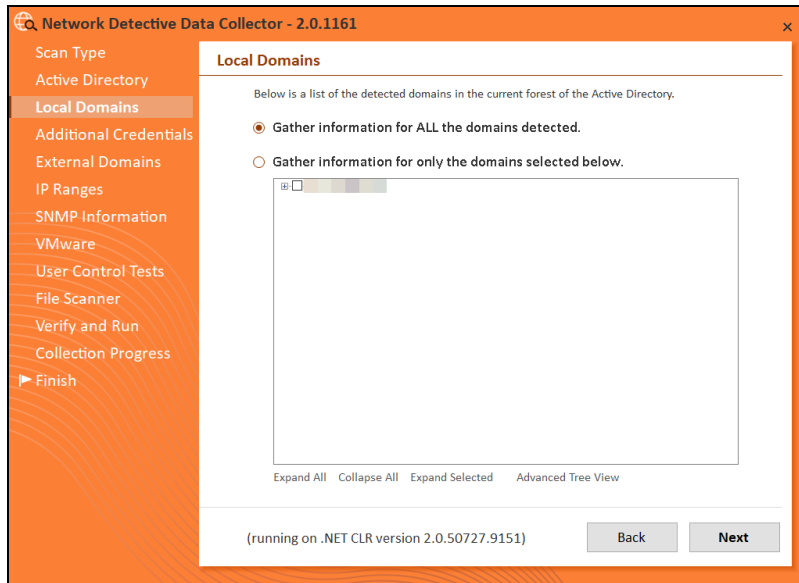 Network Detective Data Collector - 2.0.1161
×
Scan Type
Active Directory
Local Domains
Additional Credentials
External Domains
IP Ranges
SNMP Information
VMware
User Control Tests
File Scanner
Verify and Run
Collection Progress
Finish
Local Domains
Below is a list of the detected domains in the current forest of the Active Directory.
Gather information for ALL the domains detected.
Gather information for only the domains selected below.
Expand All Collapse All Expand Selected Advanced Tree View
(running on .NET CLR version 2.0.50727.9151) Back Next